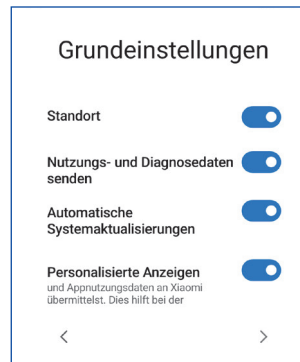 Grundeinstellungen
Standort
Nutzungs- und Diagnosedaten
senden
Automatische
Systemaktualisierungen
Personalisierte Anzeigen
und Appnutzungsdaten an Xiaomi
übermittelst. Dies hilft bei der